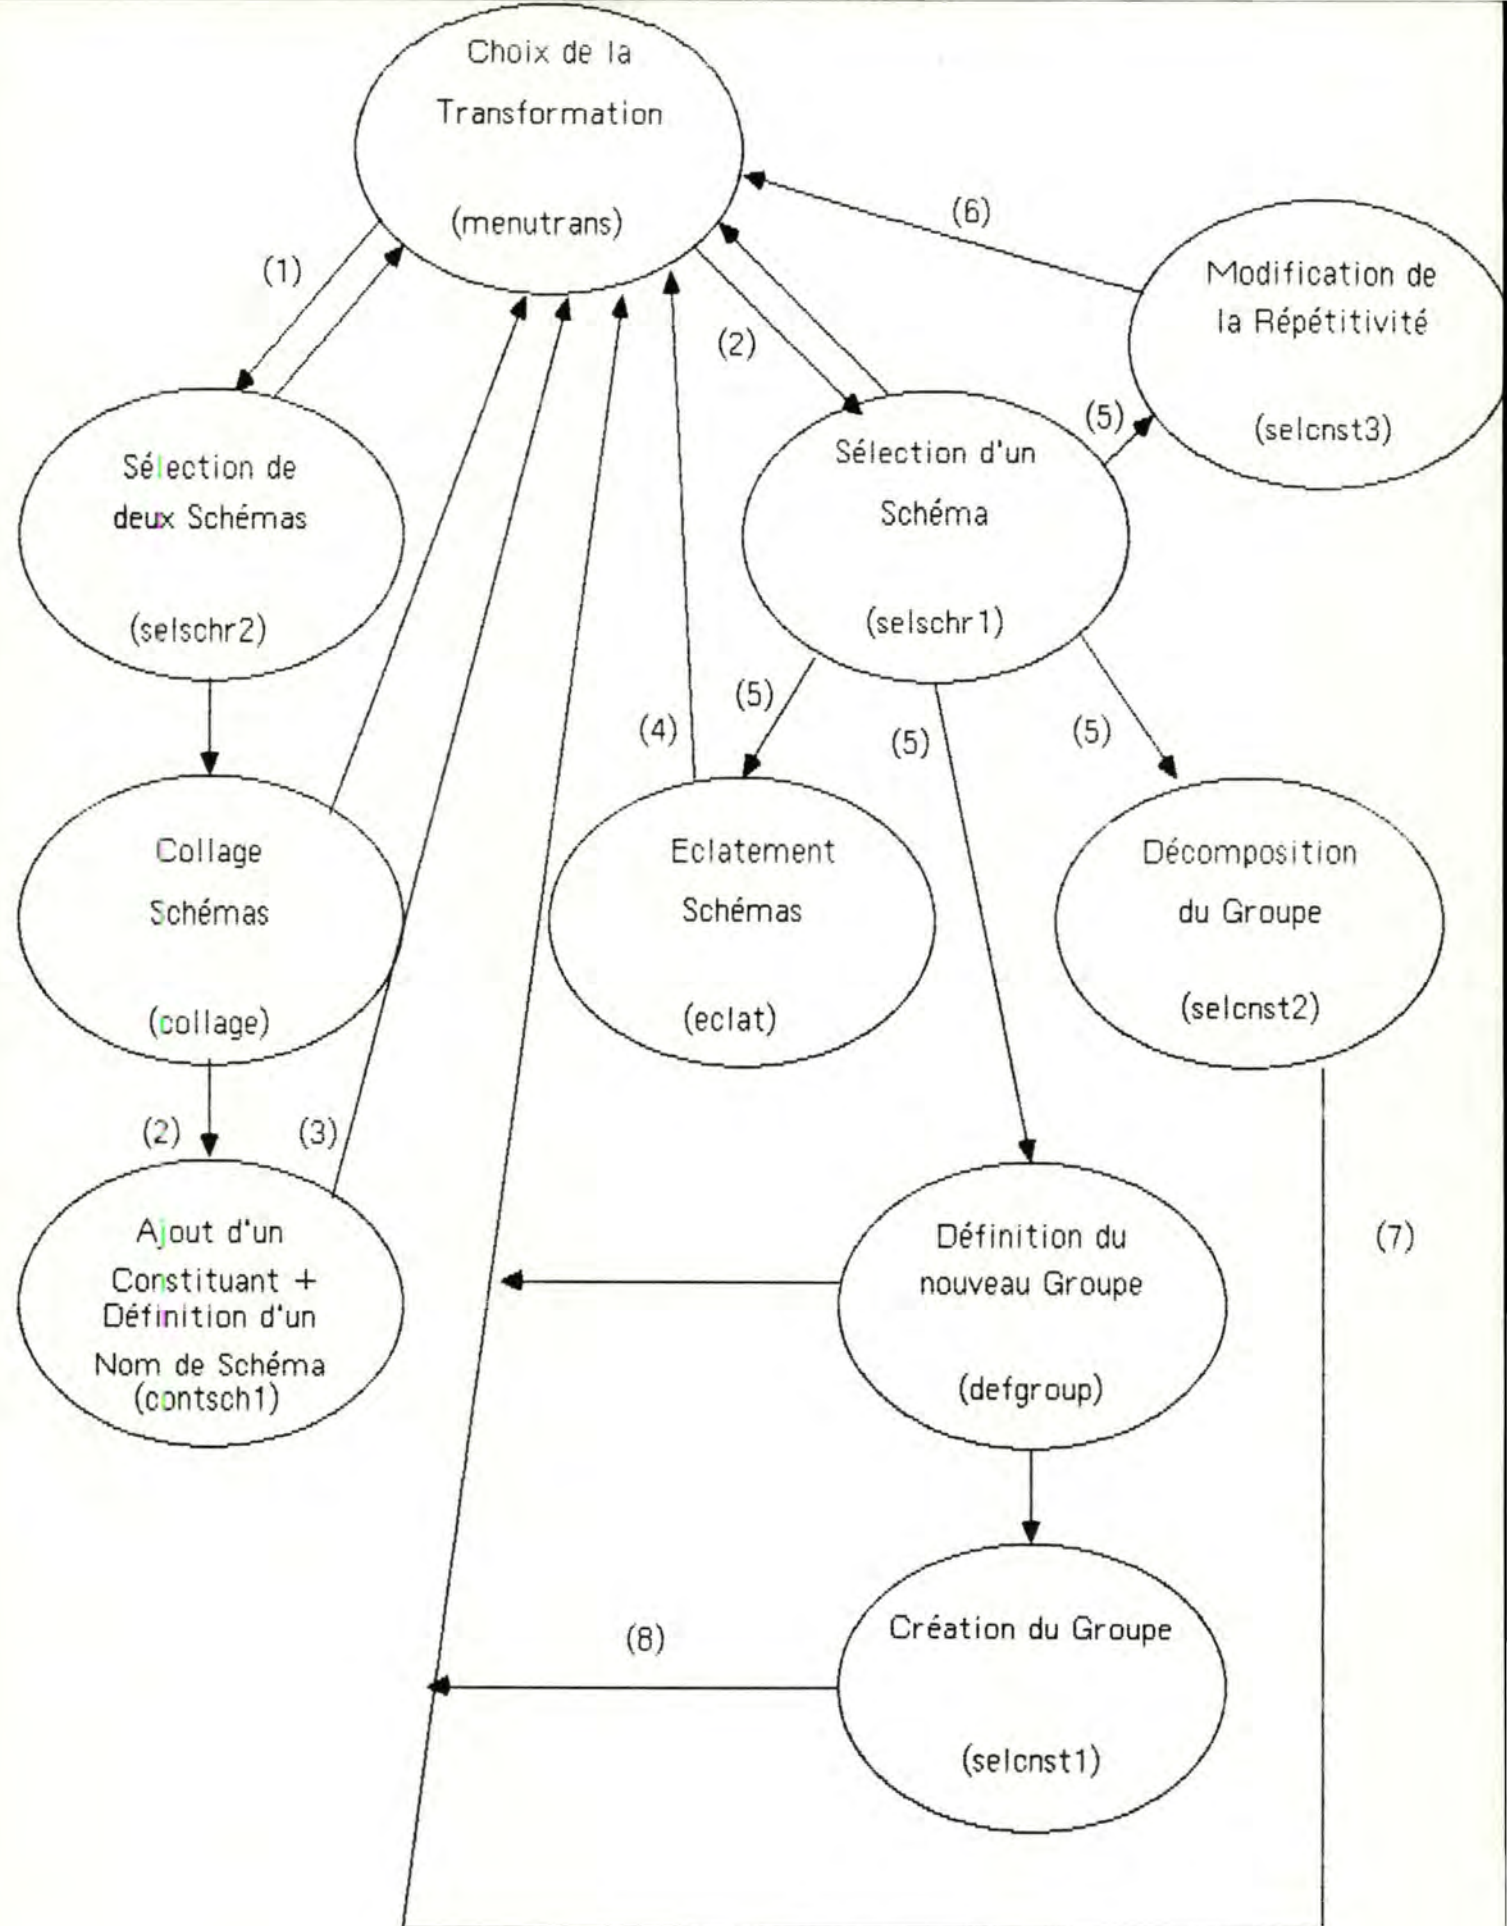 Choix de la
Transformation
(menutrans)
(6)
(1)
Modification de
la Répétitivité
(selcnst3)
(2)
(5)
Sélection de
deux Schémas
(selschr2)
Sélection d'un
Schéma
(selschr1)
(5)
(4)
(5)
(5)
Collage
Schémas
(collage)
Eclatement
Schémas
(eclat)
Décomposition
du Groupe
(selcnst2)
(2)
(3)
Ajout d'un
Constituant +
Définition d'un
Nom de Schéma
(contsch1)
Définition du
nouveau Groupe
(defgroup)
(7)
(8)
Création du Groupe
(selcnst1)